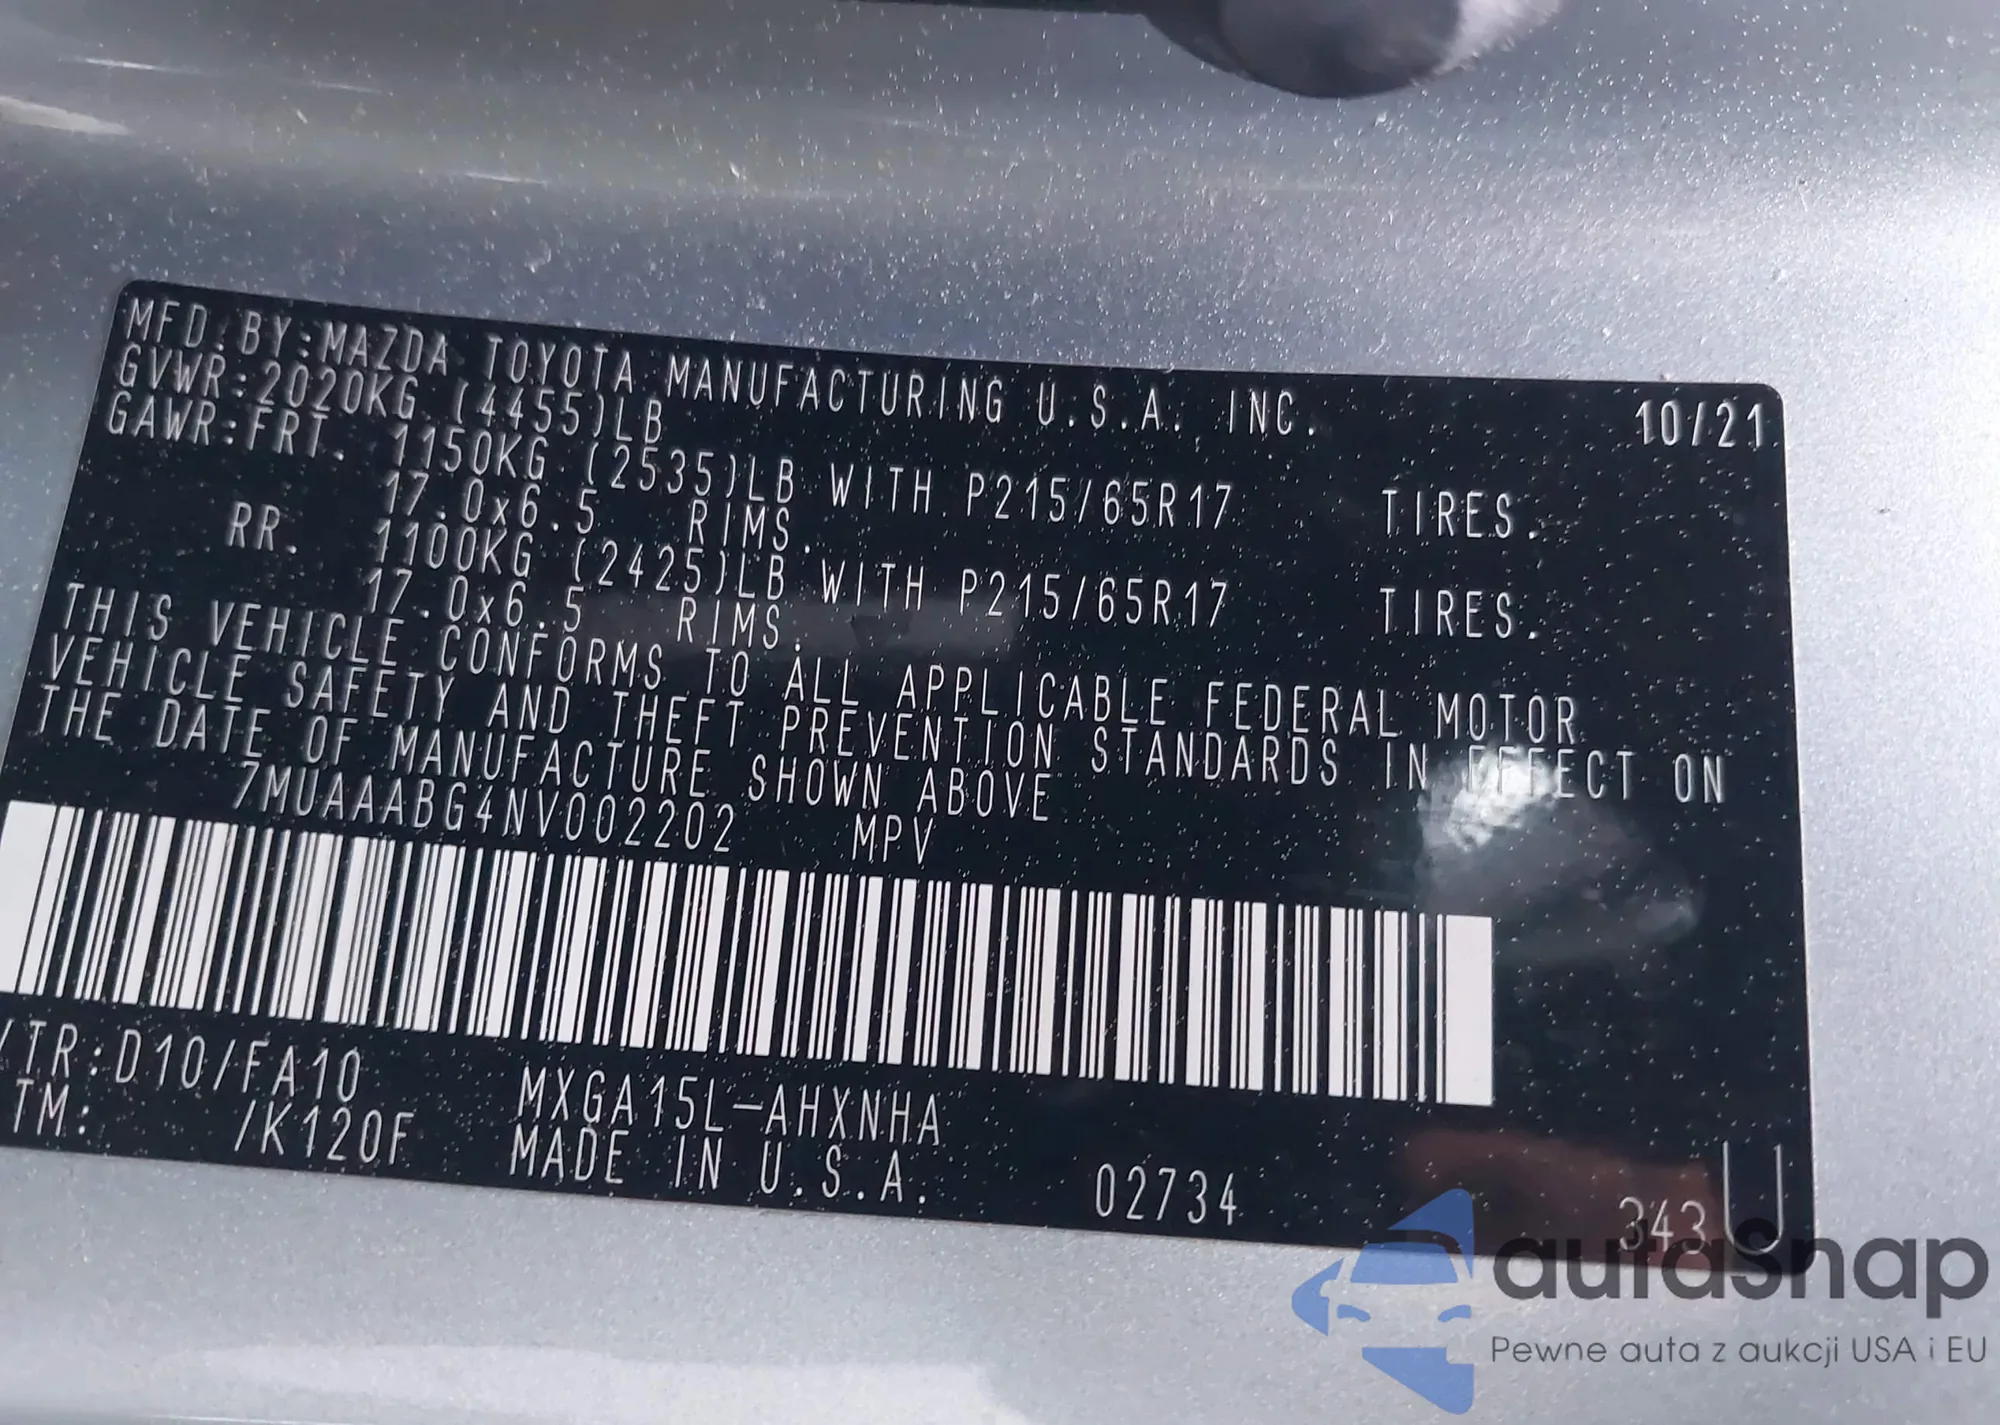 MFD.BY:MAZDA TOYOTA MANUFACTURING U.S.A. INC. 10/21
GVWR:2020KG (4455)LB
GAWR:FRT. 1150KG (2535)LB WITH P215/65R17 TIRES.
17.0x6.5 RIMS.
RR. 1100KG (2425)LB WITH P215/65R17 TIRES.
17.0x6.5 RIMS.
THIS VEHICLE CONFORMS TO ALL APPLICABLE FEDERAL MOTOR
VEHICLE SAFETY AND THEFT PREVENTION STANDARDS IN EFFECT ON
THE DATE OF MANUFACTURE SHOWN ABOVE
7MUAAABG4NV002202 MPV
/TR:D10/FA10 MXGA15L-AHXNHA
TM: /K120F MADE IN U.S.A. 02734 343U
autasnap
Pewne auta z aukcji USA i EU